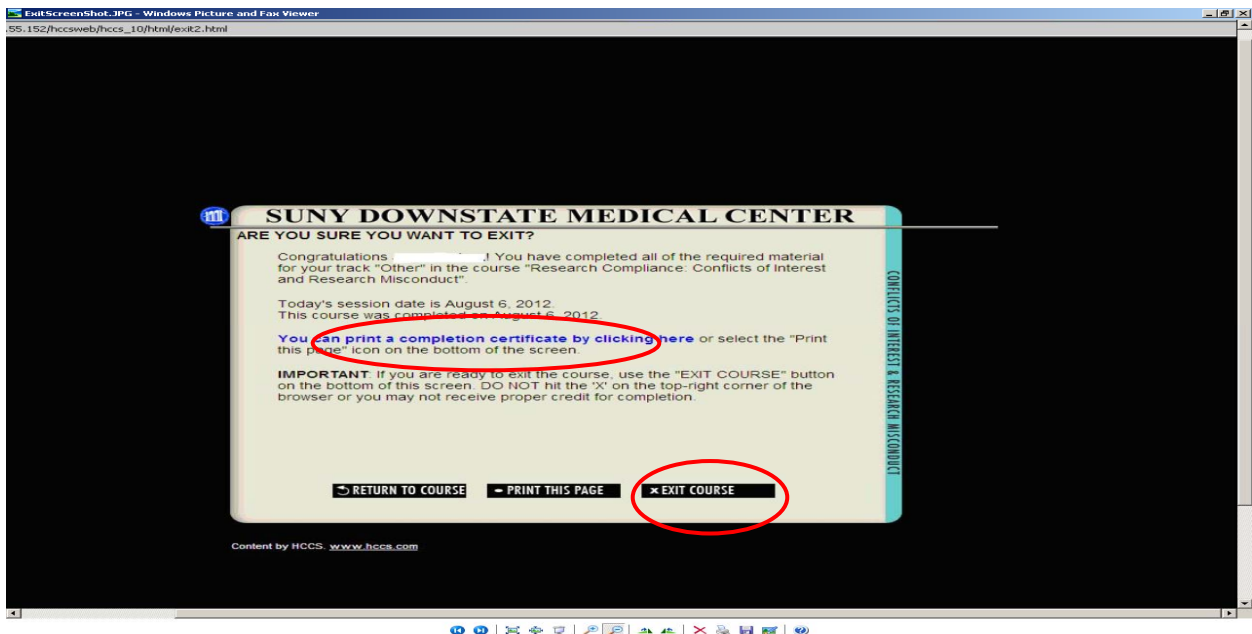 ExitScreenShot.JPG - Windows Picture and Fax Viewer
55.152/hccsweb/hccs_10/html/exit2.html
SUNY DOWNSTATE MEDICAL CENTER
ARE YOU SURE YOU WANT TO EXIT?
Congratulations ! You have completed all of the required material
for your track "Other" in the course "Research Compliance: Conflicts of Interest
and Research Misconduct".
Today's session date is August 6, 2012.
This course was completed on August 6, 2012.
You can print a completion certificate by clicking here or select the "Print
this page" icon on the bottom of the screen.
IMPORTANT: If you are ready to exit the course, use the "EXIT COURSE" button
on the bottom of this screen. DO NOT hit the 'X' on the top-right corner of the
browser or you may not receive proper credit for completion.
CONFLICTS OF INTEREST & RESEARCH MISCONDUCT
RETURN TO COURSE
PRINT THIS PAGE
EXIT COURSE
Content by HCCS. www.hccs.com